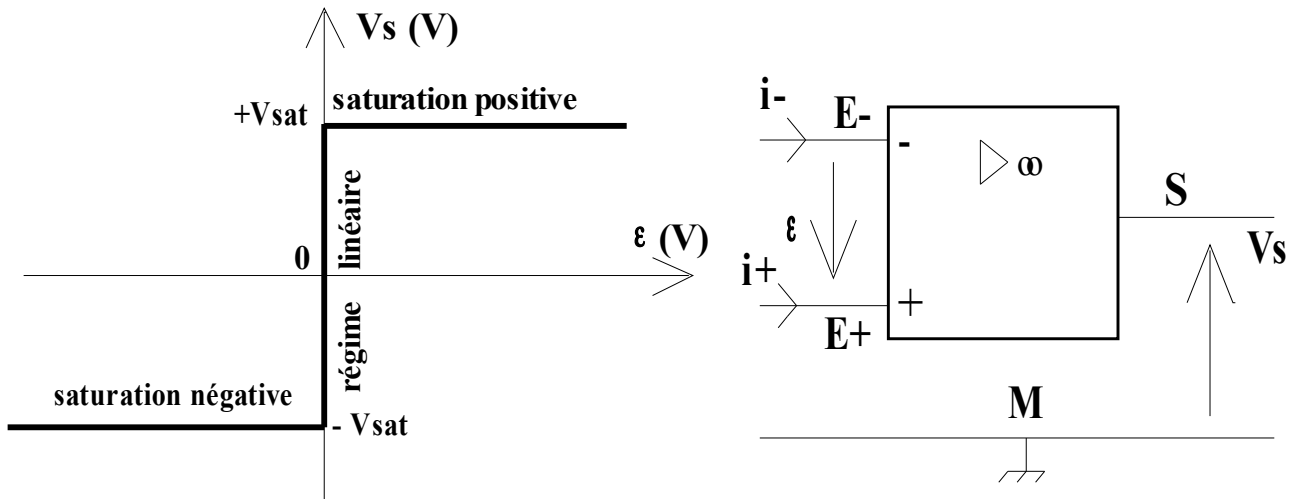 Vs (V)
+Vsat
saturation positive
régime linéaire
0
ε (V)
saturation négative
- Vsat
i-
E-
-
∞
S
ε
Vs
i+
+
E+
M